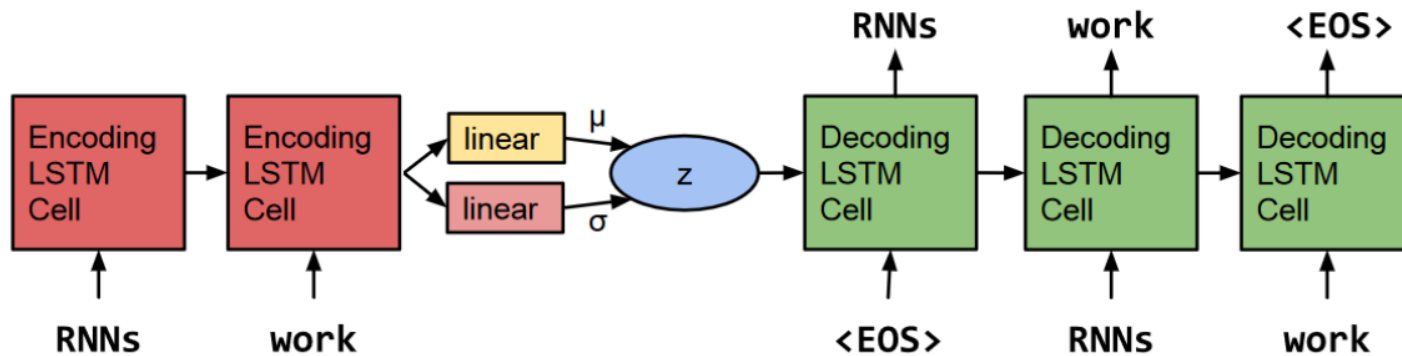 RNNs work <EOS>
Encoding
LSTM
Cell
Encoding
LSTM
Cell
linear
linear
μ
σ
z
Decoding
LSTM
Cell
Decoding
LSTM
Cell
Decoding
LSTM
Cell
RNNs work <EOS> RNNs work